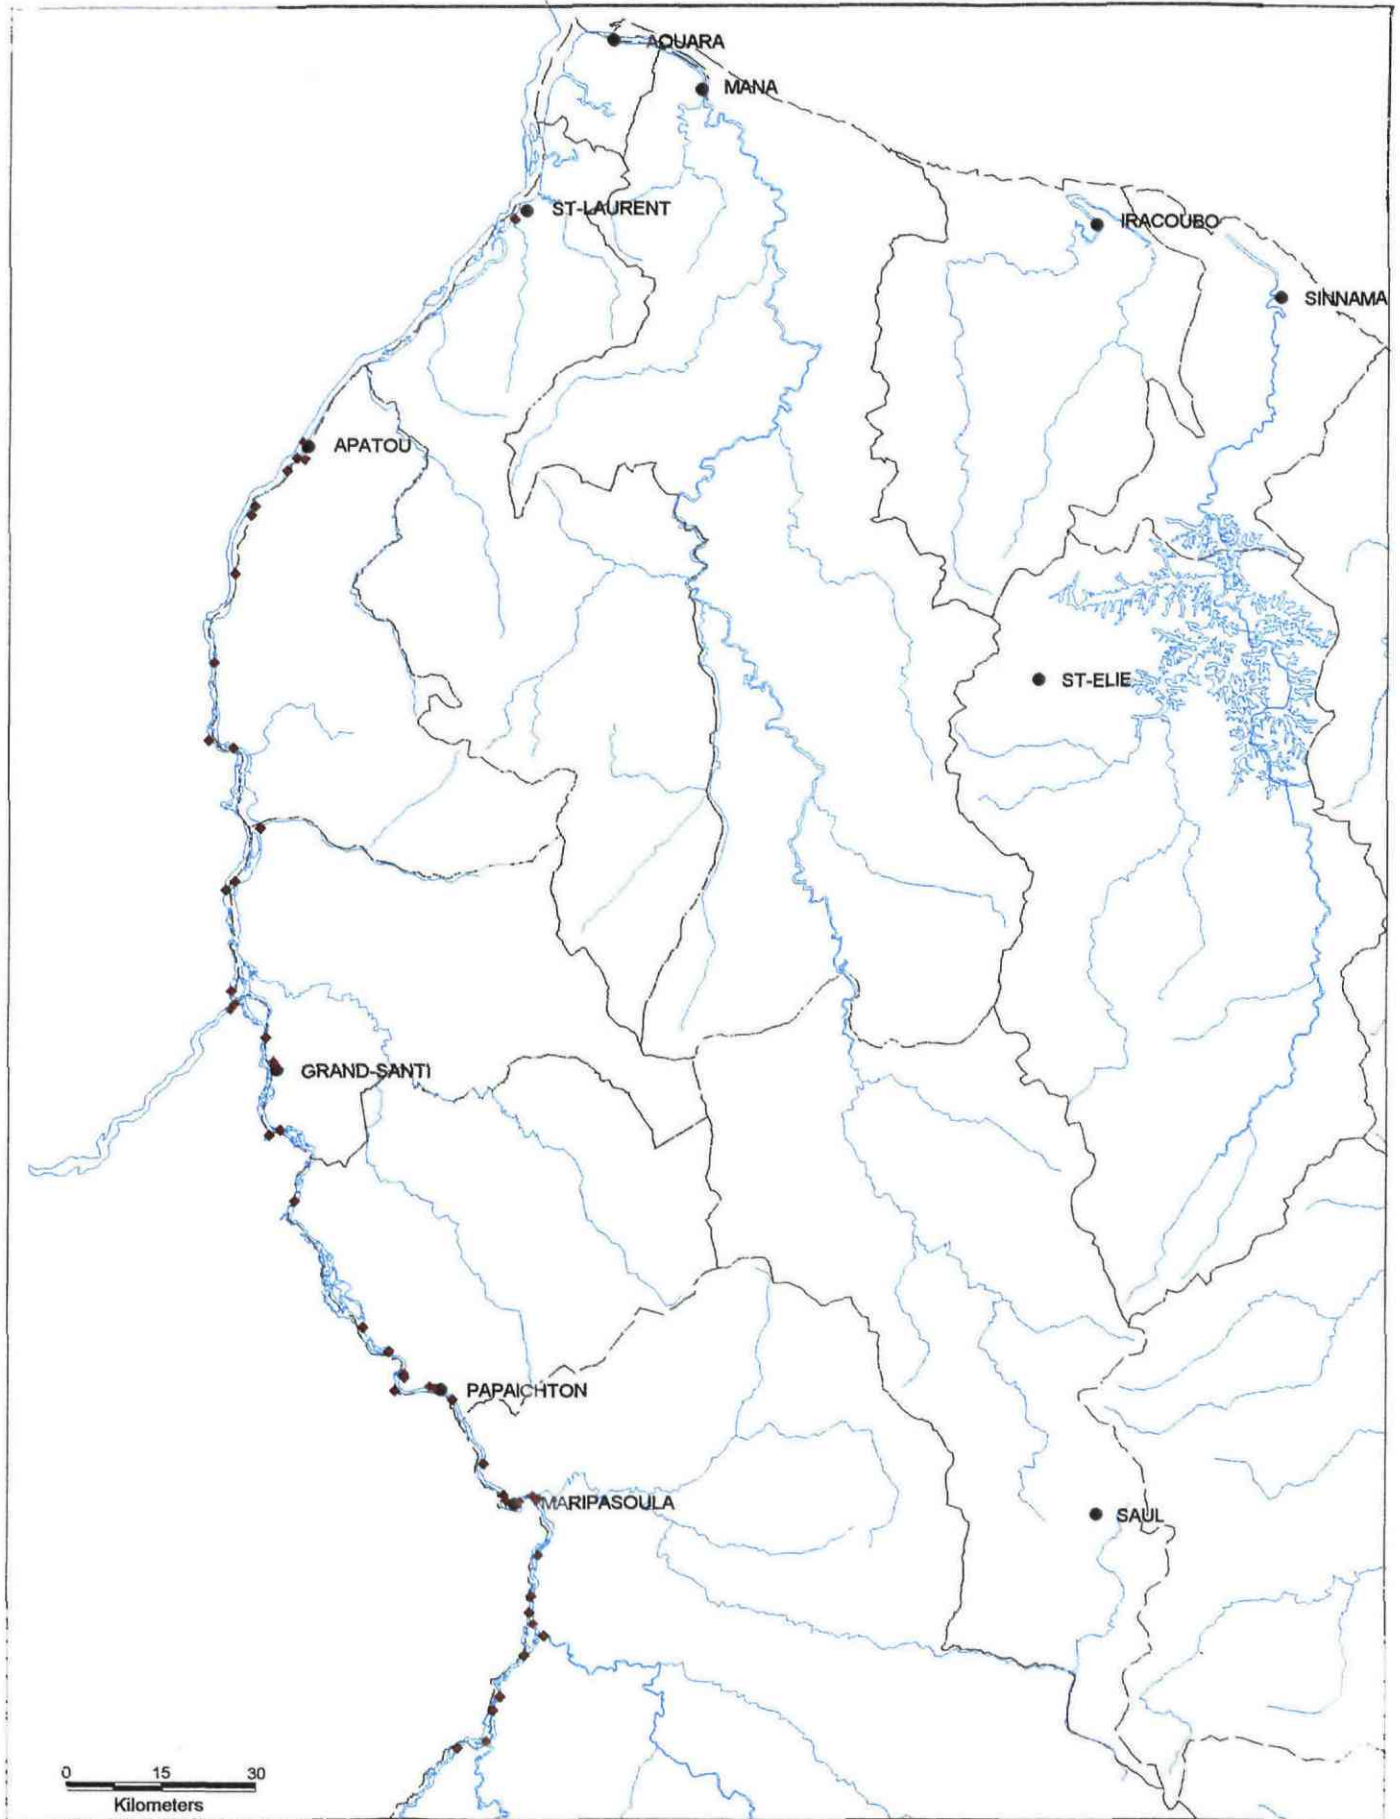 AOUARA
MANA
ST-LAURENT
IRACOUBO
SINNAMA
APATOU
ST-ELIE
GRAND-SANTI
PAPAICHTON
MARIPASOULA
SAUL
0 15 30
Kilometers